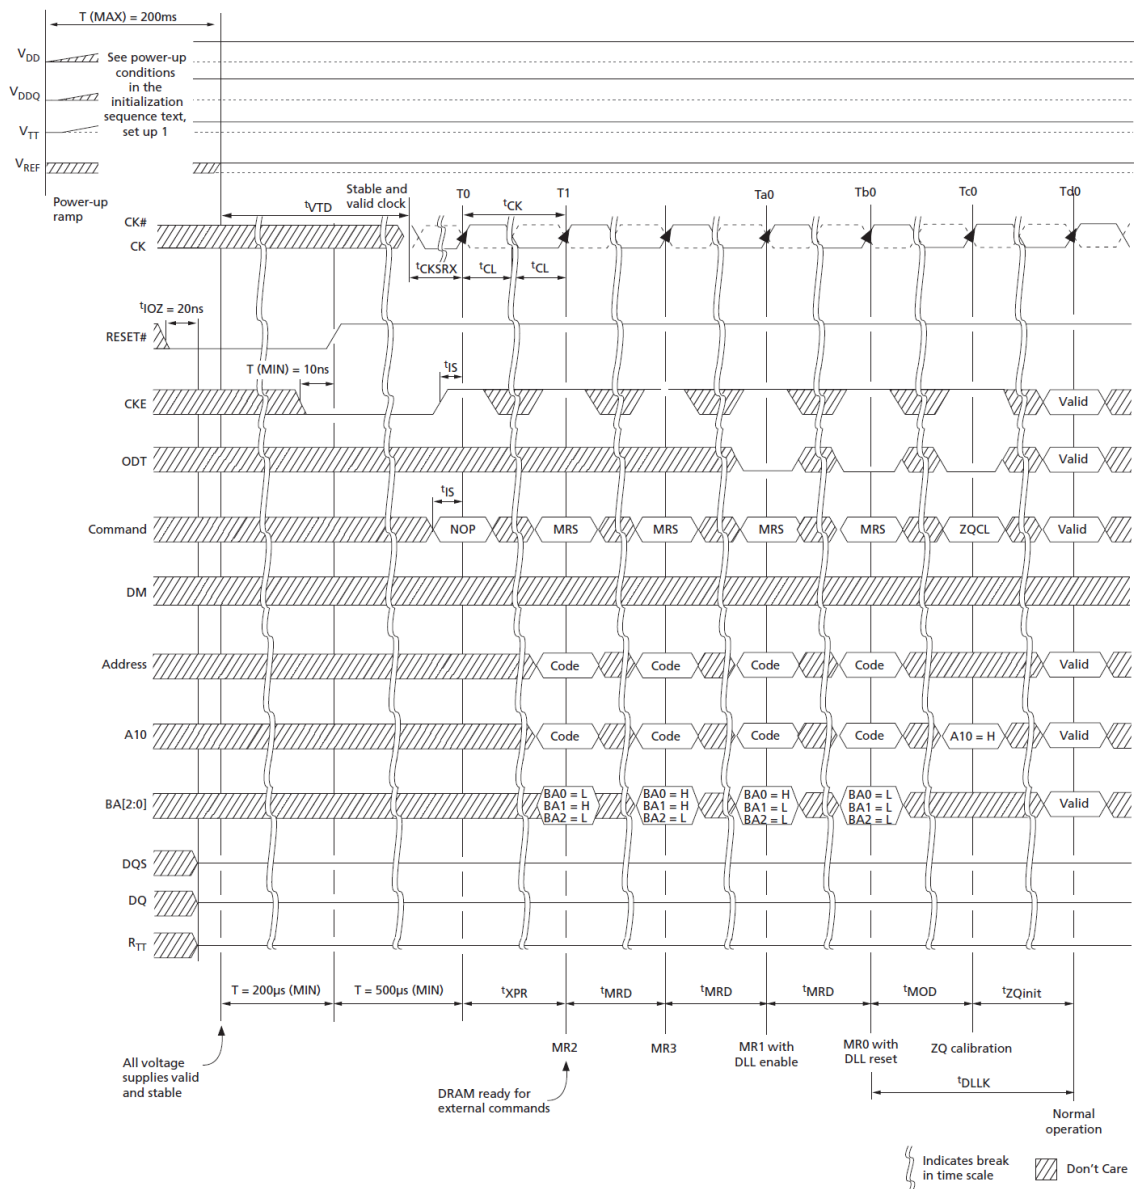 T (MAX) = 200ms
VDD
See power-up
conditions
in the
initialization
sequence text,
set up 1
VDDQ
VTT
VREF
Power-up
ramp
Stable and
valid clock
T0
T1
Ta0
Tb0
Tc0
Td0
tVTD
tCK
CK#
CK
tCKSRX
tCL
tCL
tIOZ = 20ns
RESET#
T (MIN) = 10ns
tIS
CKE
Valid
ODT
Valid
tIS
Command
NOP
MRS
MRS
MRS
MRS
ZQCL
Valid
DM
Address
Code
Code
Code
Code
Valid
A10
Code
Code
Code
Code
A10 = H
Valid
BA[2:0]
BA0 = L
BA1 = H
BA2 = L
BA0 = H
BA1 = H
BA2 = L
BA0 = H
BA1 = L
BA2 = L
BA0 = L
BA1 = L
BA2 = L
Valid
DQS
DQ
RTT
T = 200µs (MIN)
T = 500µs (MIN)
tXPR
tMRD
tMRD
tMRD
tMOD
tZQinit
All voltage
supplies valid
and stable
MR2
MR3
MR1 with
DLL enable
MR0 with
DLL reset
ZQ calibration
DRAM ready for
external commands
tDLLK
Normal
operation
Indicates break
in time scale
Don't Care